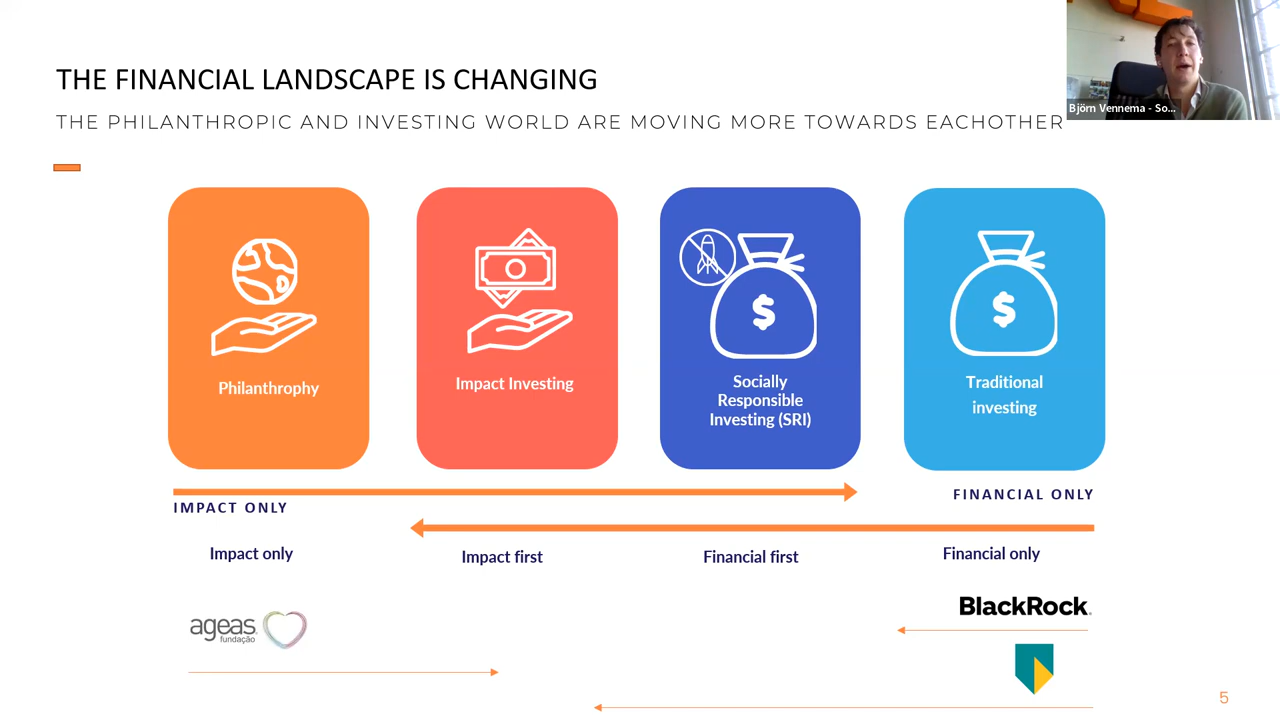 THE FINANCIAL LANDSCAPE IS CHANGING
THE PHILANTHROPIC AND INVESTING WORLD ARE MOVING MORE TOWARDS EACHOTHER
Björn Vennema - So...
Philanthrophy
Impact Investing
Socially
Responsible
Investing (SRI)
Traditional
investing
$
$
IMPACT ONLY
FINANCIAL ONLY
Impact only
Impact first
Financial first
Financial only
ageas
fundação
BlackRock.
5